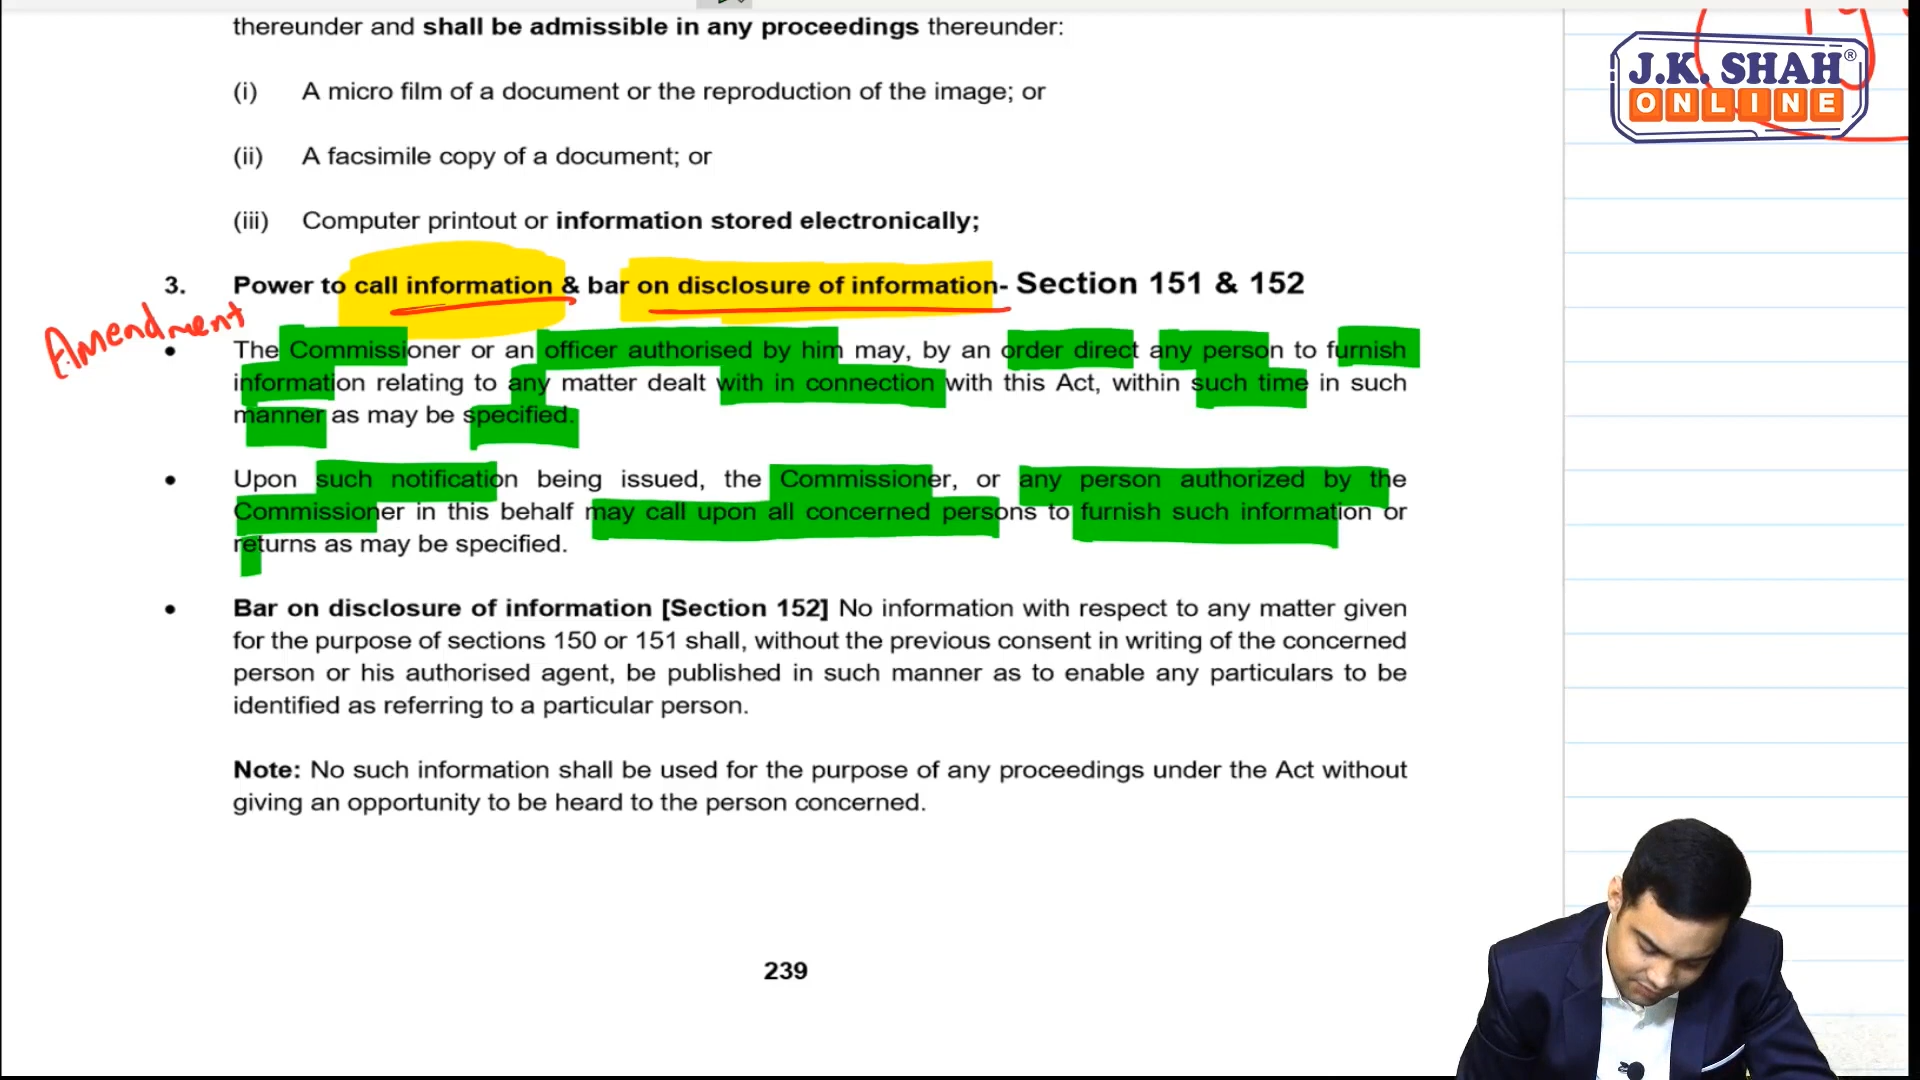 thereunder and shall be admissible in any proceedings thereunder:
J.K. SHAH®
ONLINE
(i) A micro film of a document or the reproduction of the image; or
(ii) A facsimile copy of a document; or
(iii) Computer printout or information stored electronically;
3. Power to call information & bar on disclosure of information- Section 151 & 152
Amendment
• The Commissioner or an officer authorised by him may, by an order direct any person to furnish
information relating to any matter dealt with in connection with this Act, within such time in such
manner as may be specified.
• Upon such notification being issued, the Commissioner, or any person authorized by the
Commissioner in this behalf may call upon all concerned persons to furnish such information or
returns as may be specified.
• Bar on disclosure of information [Section 152] No information with respect to any matter given
for the purpose of sections 150 or 151 shall, without the previous consent in writing of the concerned
person or his authorised agent, be published in such manner as to enable any particulars to be
identified as referring to a particular person.
Note: No such information shall be used for the purpose of any proceedings under the Act without
giving an opportunity to be heard to the person concerned.
239